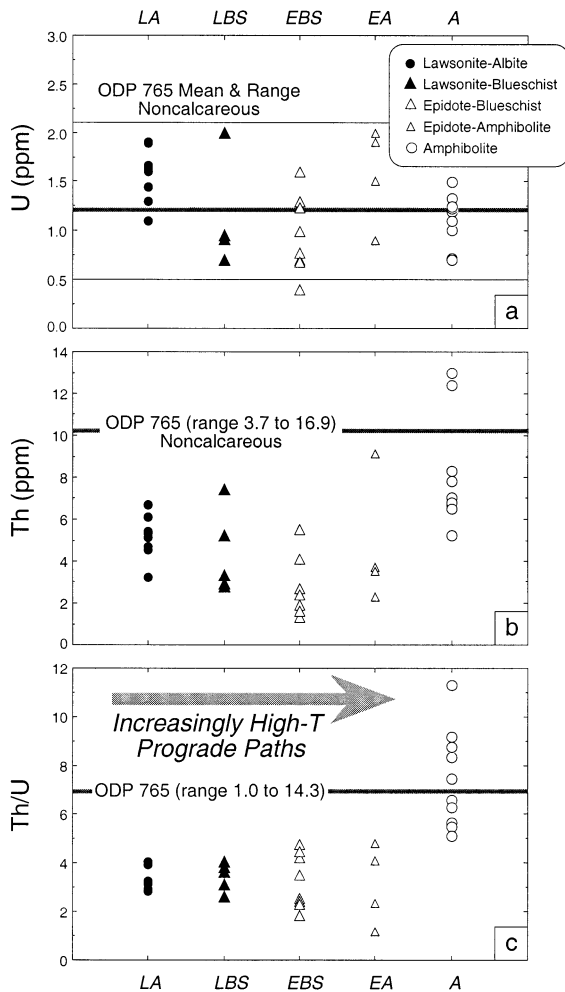 LA LBS EBS EA A
3.0
2.5
2.0
1.5
1.0
0.5
0.0
U (ppm)
ODP 765 Mean & Range
Noncalcareous
Lawsonite-Albite
Lawsonite-Blueschist
Epidote-Blueschist
Epidote-Amphibolite
Amphibolite
a
14
12
10
8
6
4
2
0
Th (ppm)
ODP 765 (range 3.7 to 16.9)
Noncalcareous
b
12
10
8
6
4
2
0
Th/U
Increasingly High-T
Prograde Paths
ODP 765 (range 1.0 to 14.3)
c
LA LBS EBS EA A